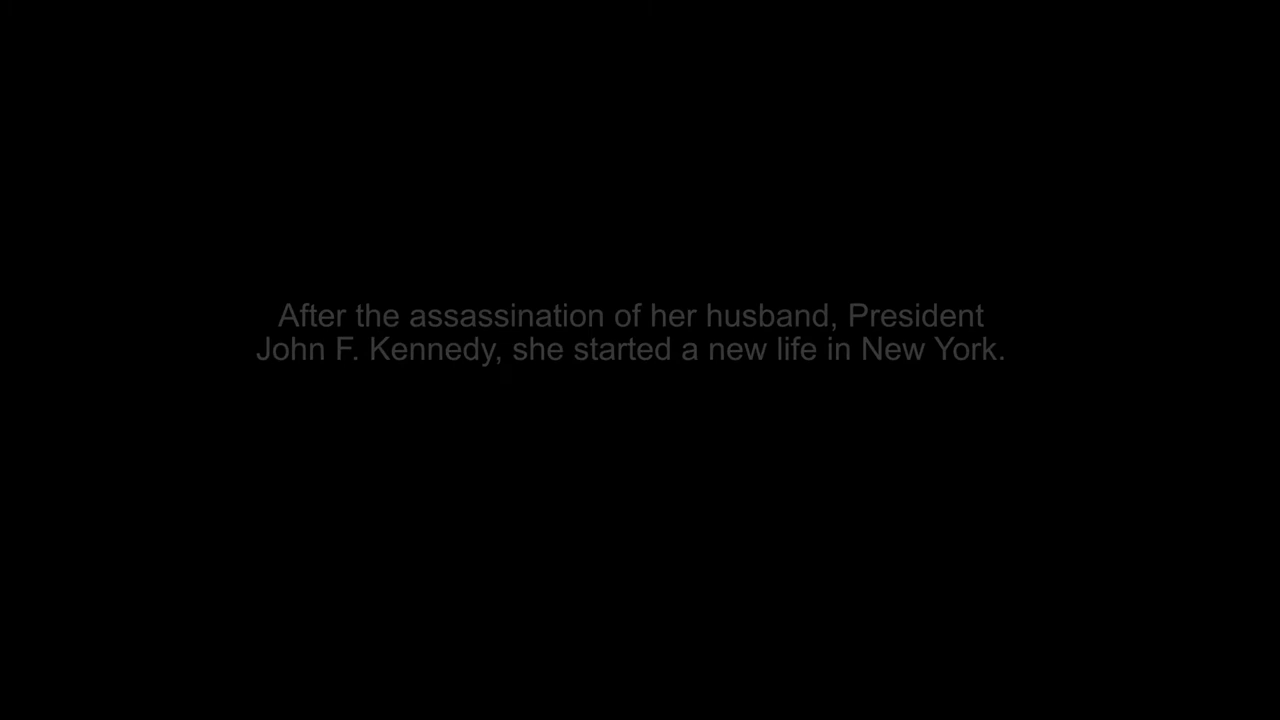 After the assassination of her husband, President
John F. Kennedy, she started a new life in New York.